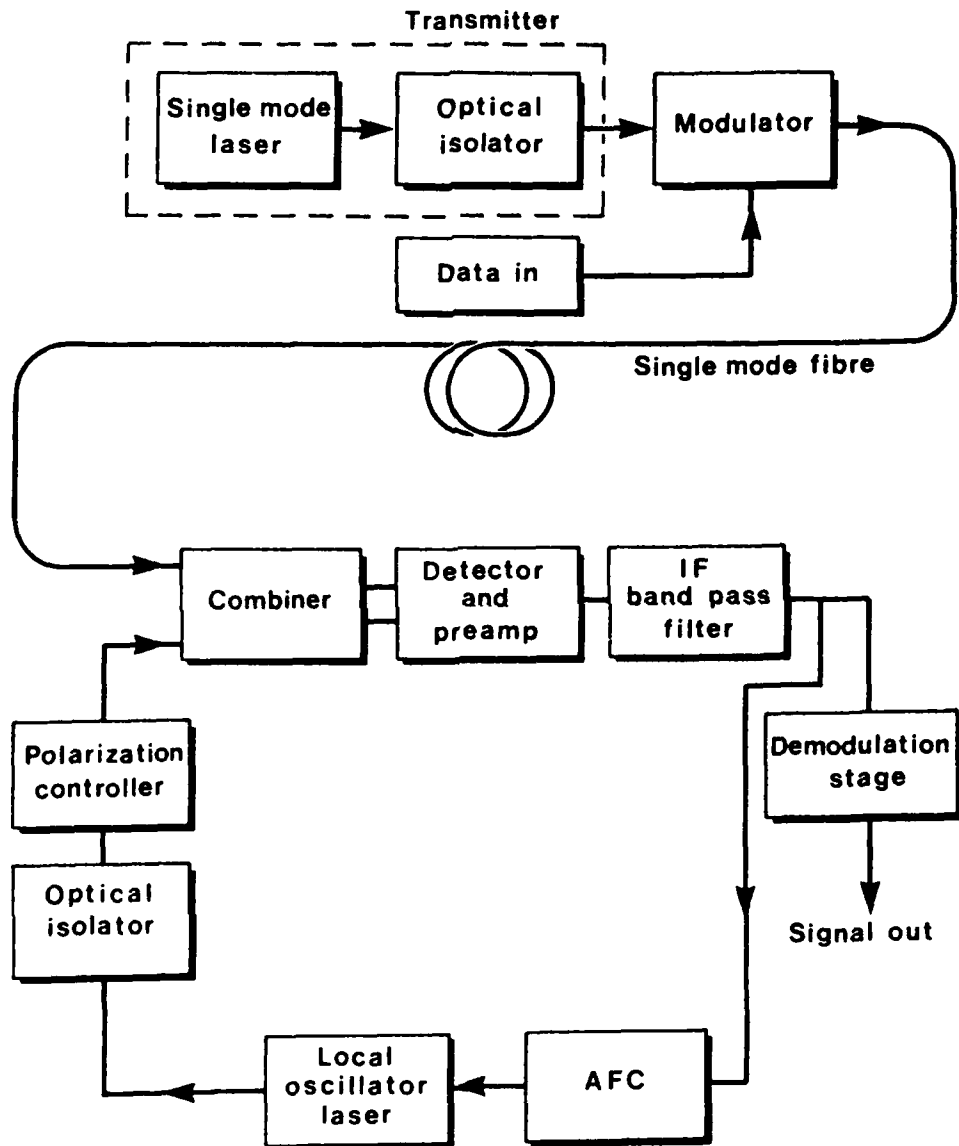 Transmitter
Single mode
laser
Optical
isolator
Modulator
Data in
Single mode fibre
Combiner
Detector
and
preamp
IF
band pass
filter
Polarization
controller
Demodulation
stage
Optical
isolator
Signal out
Local
oscillator
laser
AFC